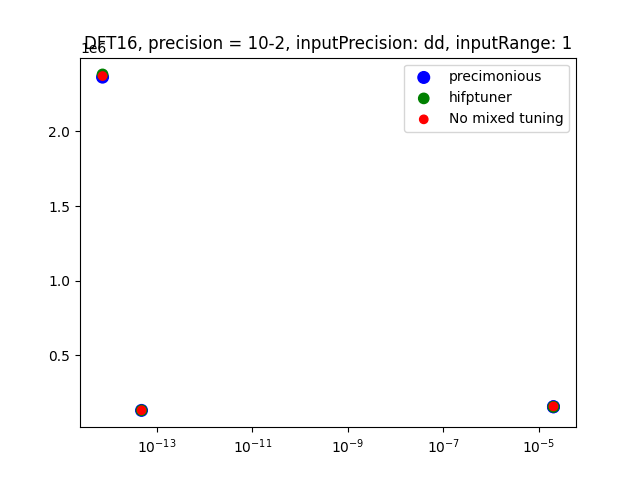 DFT16, precision = 10-2, inputPrecision: dd, inputRange: 1
1e6
precimonious
hifptuner
No mixed tuning
2.0
1.5
1.0
0.5
10⁻¹³ 10⁻¹¹ 10⁻⁹ 10⁻⁷ 10⁻⁵